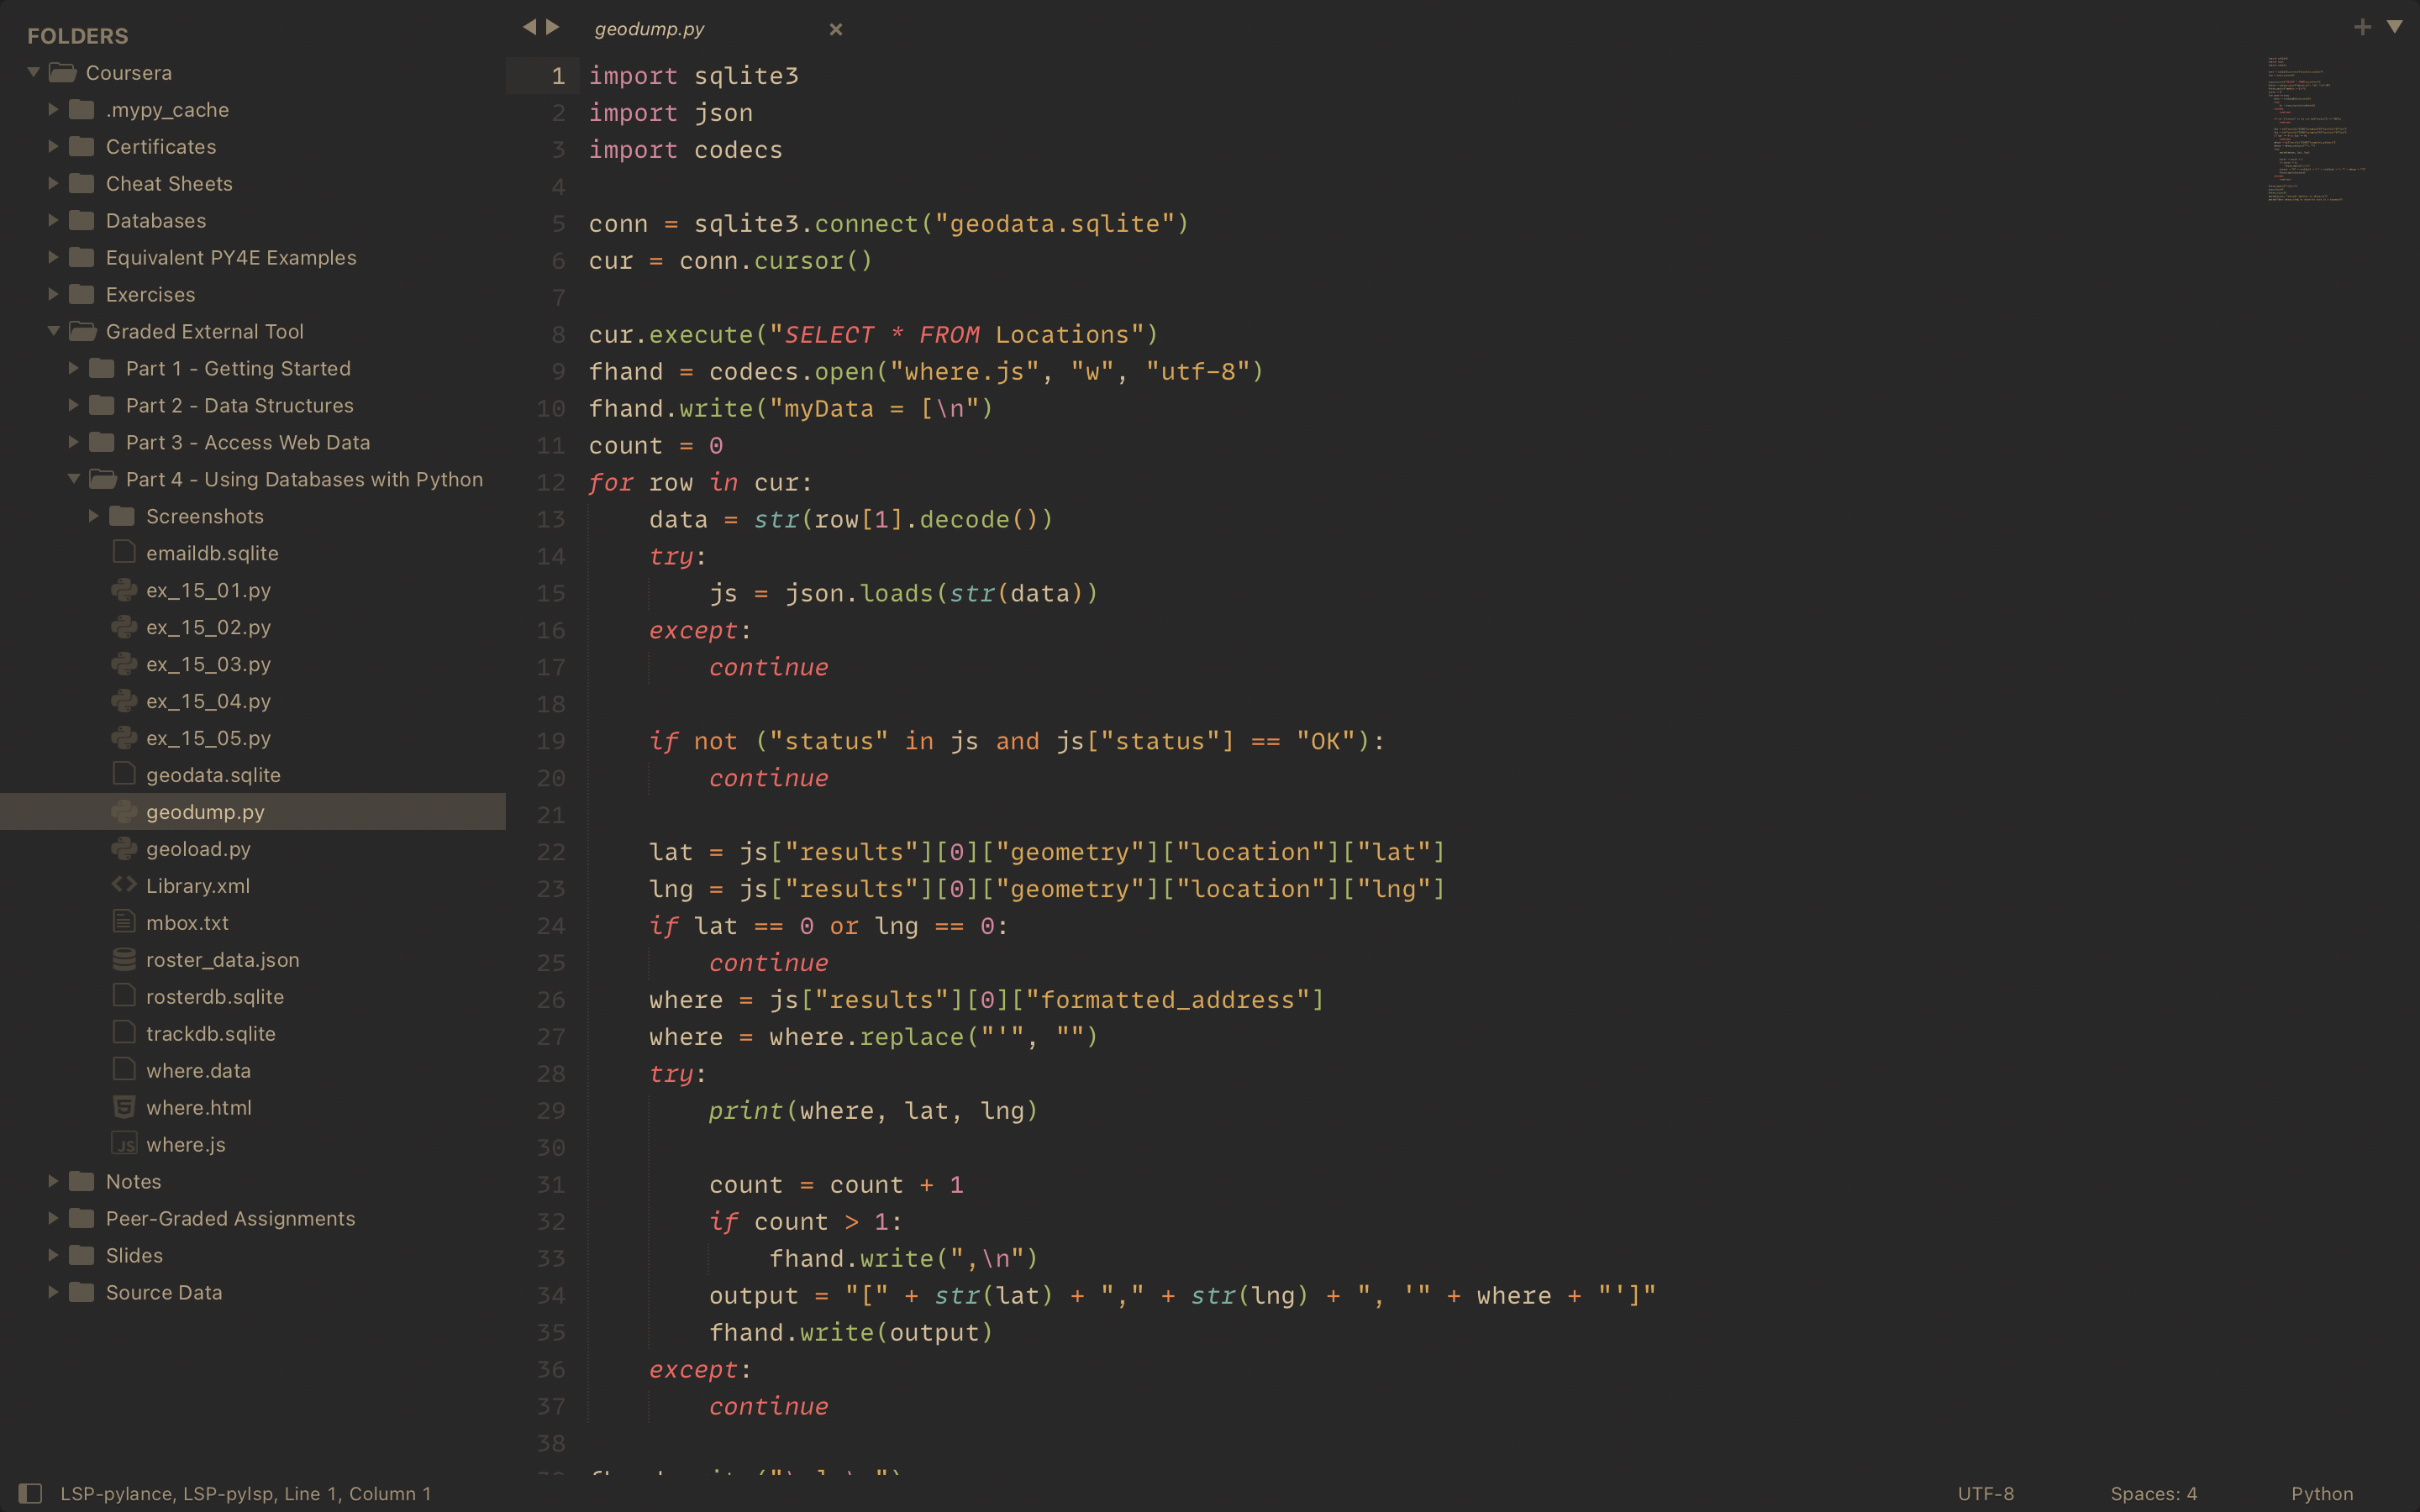 FOLDERS
Coursera
.mypy_cache
Certificates
Cheat Sheets
Databases
Equivalent PY4E Examples
Exercises
Graded External Tool
Part 1 - Getting Started
Part 2 - Data Structures
Part 3 - Access Web Data
Part 4 - Using Databases with Python
Screenshots
emaildb.sqlite
ex_15_01.py
ex_15_02.py
ex_15_03.py
ex_15_04.py
ex_15_05.py
geodata.sqlite
geodump.py
geoload.py
Library.xml
mbox.txt
roster_data.json
rosterdb.sqlite
trackdb.sqlite
where.data
where.html
where.js
Notes
Peer-Graded Assignments
Slides
Source Data
geodump.py ×
1 import sqlite3
2 import json
3 import codecs
4
5 conn = sqlite3.connect("geodata.sqlite")
6 cur = conn.cursor()
7
8 cur.execute("SELECT * FROM Locations")
9 fhand = codecs.open("where.js", "w", "utf-8")
10 fhand.write("myData = [\n")
11 count = 0
12 for row in cur:
13     data = str(row[1].decode())
14     try:
15         js = json.loads(str(data))
16     except:
17         continue
18
19     if not ("status" in js and js["status"] == "OK"):
20         continue
21
22     lat = js["results"][0]["geometry"]["location"]["lat"]
23     lng = js["results"][0]["geometry"]["location"]["lng"]
24     if lat == 0 or lng == 0:
25         continue
26     where = js["results"][0]["formatted_address"]
27     where = where.replace("'", "")
28     try:
29         print(where, lat, lng)
30
31         count = count + 1
32         if count > 1:
33             fhand.write(",\n")
34         output = "[" + str(lat) + "," + str(lng) + ", '" + where + "']"
35         fhand.write(output)
36     except:
37         continue
38
LSP-pylance, LSP-pylsp, Line 1, Column 1
UTF-8
Spaces: 4
Python